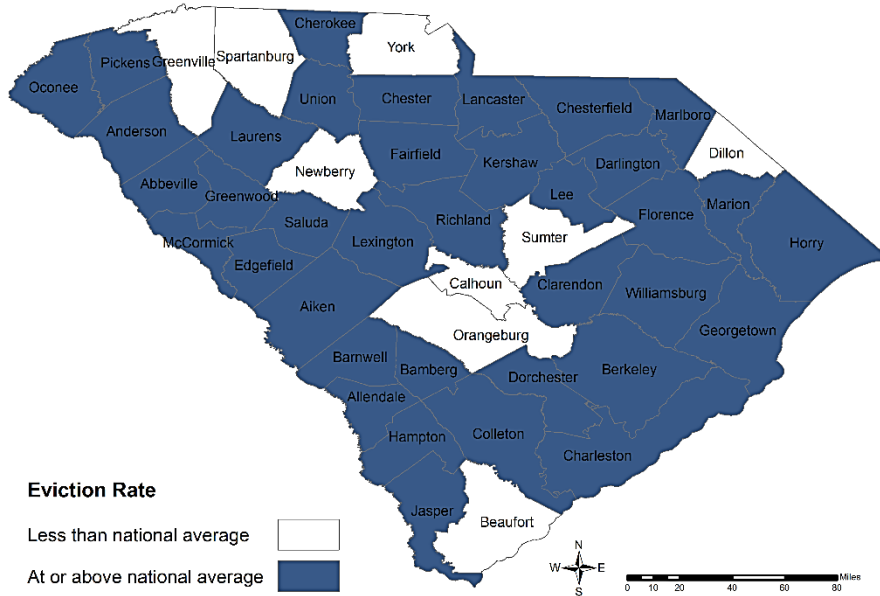 Cherokee
York
Greenville
Spartanburg
Pickens
Oconee
Union
Chester
Lancaster
Chesterfield
Marlboro
Anderson
Laurens
Dillon
Newberry
Fairfield
Kershaw
Darlington
Abbeville
Greenwood
Lee
Marion
Saluda
Richland
Florence
McCormick
Lexington
Sumter
Horry
Edgefield
Calhoun
Clarendon
Williamsburg
Aiken
Orangeburg
Georgetown
Barnwell
Bamberg
Dorchester
Berkeley
Allendale
Hampton
Colleton
Charleston
Jasper
Beaufort
Eviction Rate
Less than national average
At or above national average
N
W E
S
Miles
0 10 20 40 60 80